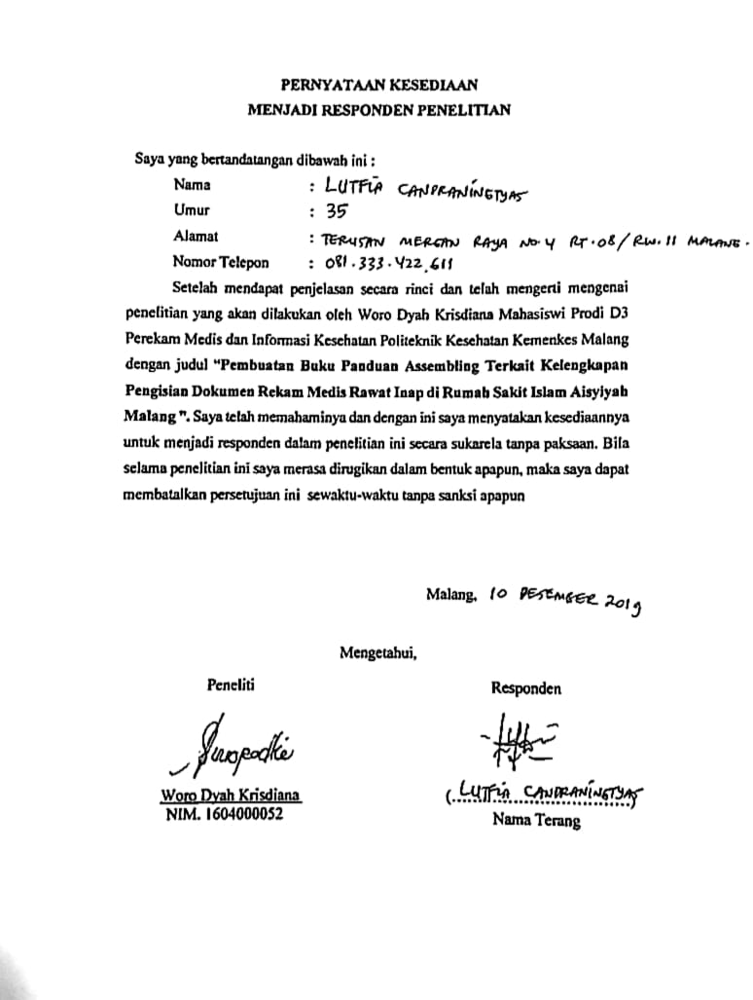 PERNYATAAN KESEDIAAN
MENJADI RESPONDEN PENELITIAN
Saya yang bertandatangan dibawah ini :
Nama : LUTFIA CANDRANINGTYAS
Umur : 35
Alamat : TERUSAN MERGAN RAYA NO. 4 RT. 08/RW. 11 MALANG.
Nomor Telepon : 081.333.422.611
Setelah mendapat penjelasan secara rinci dan telah mengerti mengenai
penelitian yang akan dilakukan oleh Woro Dyah Krisdiana Mahasiswi Prodi D3
Perekam Medis dan Informasi Kesehatan Politeknik Kesehatan Kemenkes Malang
dengan judul "Pembuatan Buku Panduan Assembling Terkait Kelengkapan
Pengisian Dokumen Rekam Medis Rawat Inap di Rumah Sakit Islam Aisyiyah
Malang ". Saya telah memahaminya dan dengan ini saya menyatakan kesediaannya
untuk menjadi responden dalam penelitian ini secara sukarela tanpa paksaan. Bila
selama penelitian ini saya merasa dirugikan dalam bentuk apapun, maka saya dapat
membatalkan persetujuan ini sewaktu-waktu tanpa sanksi apapun
Malang, 10 DESEMBER 2019
Mengetahui,
Peneliti
Responden
Woro Dyah Krisdiana
NIM. 1604000052
(LUTFIA CANDRANINGTYAS
Nama Terang